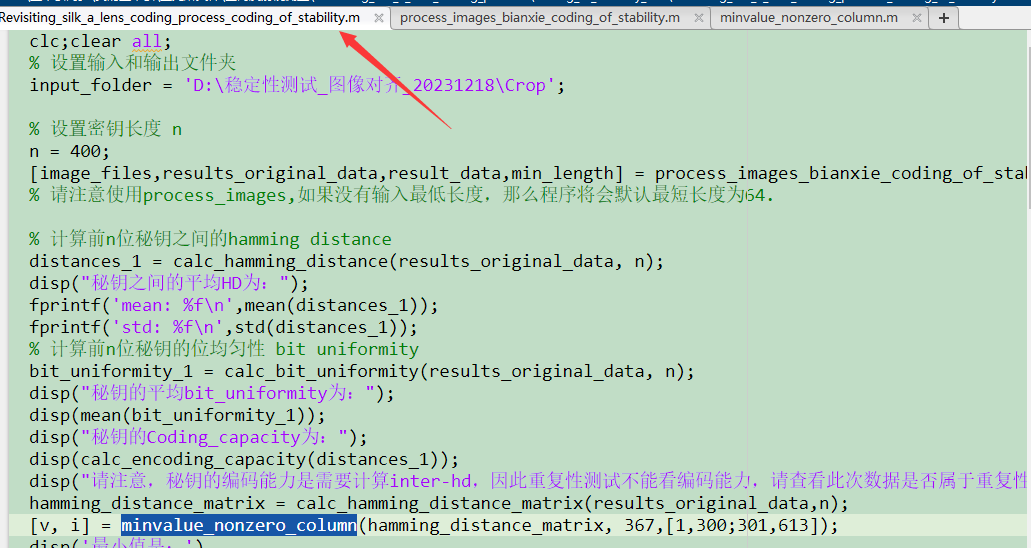 Revisiting_silk_a_lens_coding_process_coding_of_stability.m × process_images_bianxie_coding_of_stability.m × minvalue_nonzero_column.m × +
clc;clear all;
% 设置输入和输出文件夹
input_folder = 'D:\稳定性测试_图像对齐_20231218\Crop';
% 设置密钥长度 n
n = 400;
[image_files,results_original_data,result_data,min_length] = process_images_bianxie_coding_of_stal
% 请注意使用process_images,如果没有输入最低长度，那么程序将会默认最短长度为64.
% 计算前n位秘钥之间的hamming distance
distances_1 = calc_hamming_distance(results_original_data, n);
disp("秘钥之间的平均HD为：");
fprintf('mean: %f\n',mean(distances_1));
fprintf('std: %f\n',std(distances_1));
% 计算前n位秘钥的位均匀性 bit uniformity
bit_uniformity_1 = calc_bit_uniformity(results_original_data, n);
disp("秘钥的平均bit_uniformity为：");
disp(mean(bit_uniformity_1));
disp("秘钥的Coding_capacity为：");
disp(calc_encoding_capacity(distances_1));
disp("请注意，秘钥的编码能力是需要计算inter-hd，因此重复性测试不能看编码能力，请查看此次数据是否属于重复性
hamming_distance_matrix = calc_hamming_distance_matrix(results_original_data,n);
[v, i] = minvalue_nonzero_column(hamming_distance_matrix, 367,[1,300;301,613]);
disp('最小值是：')